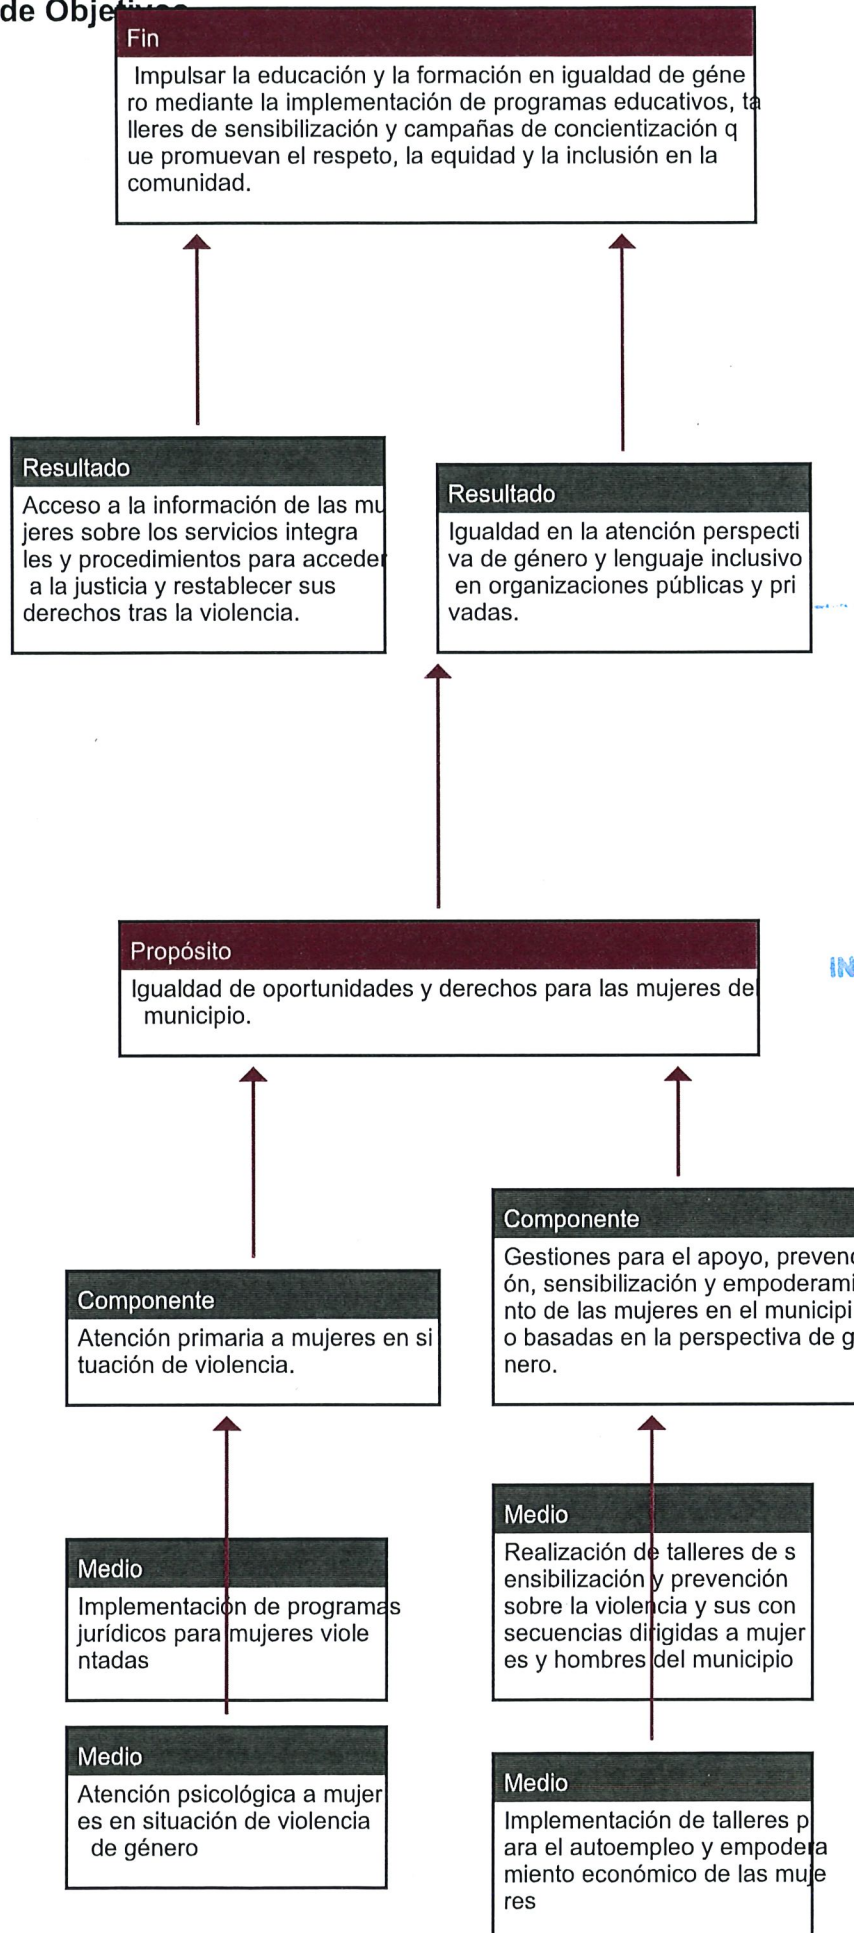 de Objetivos
Fin
Impulsar la educación y la formación en igualdad de géne
ro mediante la implementación de programas educativos, ta
lleres de sensibilización y campañas de concientización q
ue promuevan el respeto, la equidad y la inclusión en la
comunidad.
Resultado
Acceso a la información de las mu
jeres sobre los servicios integra
les y procedimientos para acceder
a la justicia y restablecer sus
derechos tras la violencia.
Resultado
Igualdad en la atención perspecti
va de género y lenguaje inclusivo
en organizaciones públicas y pri
vadas.
Propósito
Igualdad de oportunidades y derechos para las mujeres del
municipio.
IN
Componente
Atención primaria a mujeres en si
tuación de violencia.
Componente
Gestiones para el apoyo, prevenc
ón, sensibilización y empoderami
nto de las mujeres en el municipi
o basadas en la perspectiva de g
nero.
Medio
Implementación de programas
jurídicos para mujeres viole
ntadas
Medio
Atención psicológica a mujer
es en situación de violencia
de género
Medio
Realización de talleres de s
ensibilización y prevención
sobre la violencia y sus con
secuencias dirigidas a mujer
es y hombres del municipio
Medio
Implementación de talleres p
ara el autoempleo y empodera
miento económico de las muje
res